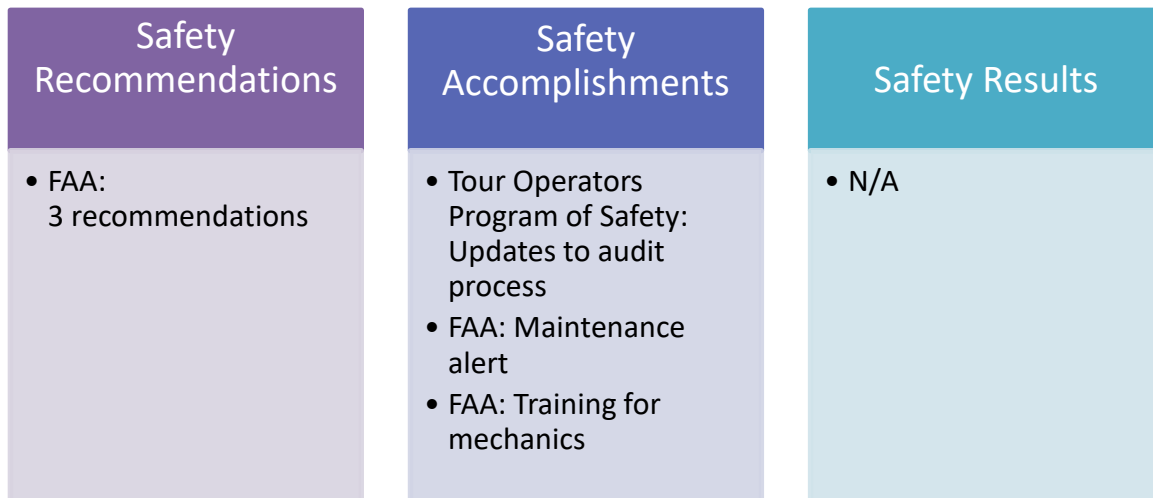 Safety
Recommendations
• FAA:
3 recommendations
Safety
Accomplishments
• Tour Operators
Program of Safety:
Updates to audit
process
• FAA: Maintenance
alert
• FAA: Training for
mechanics
Safety Results
• N/A